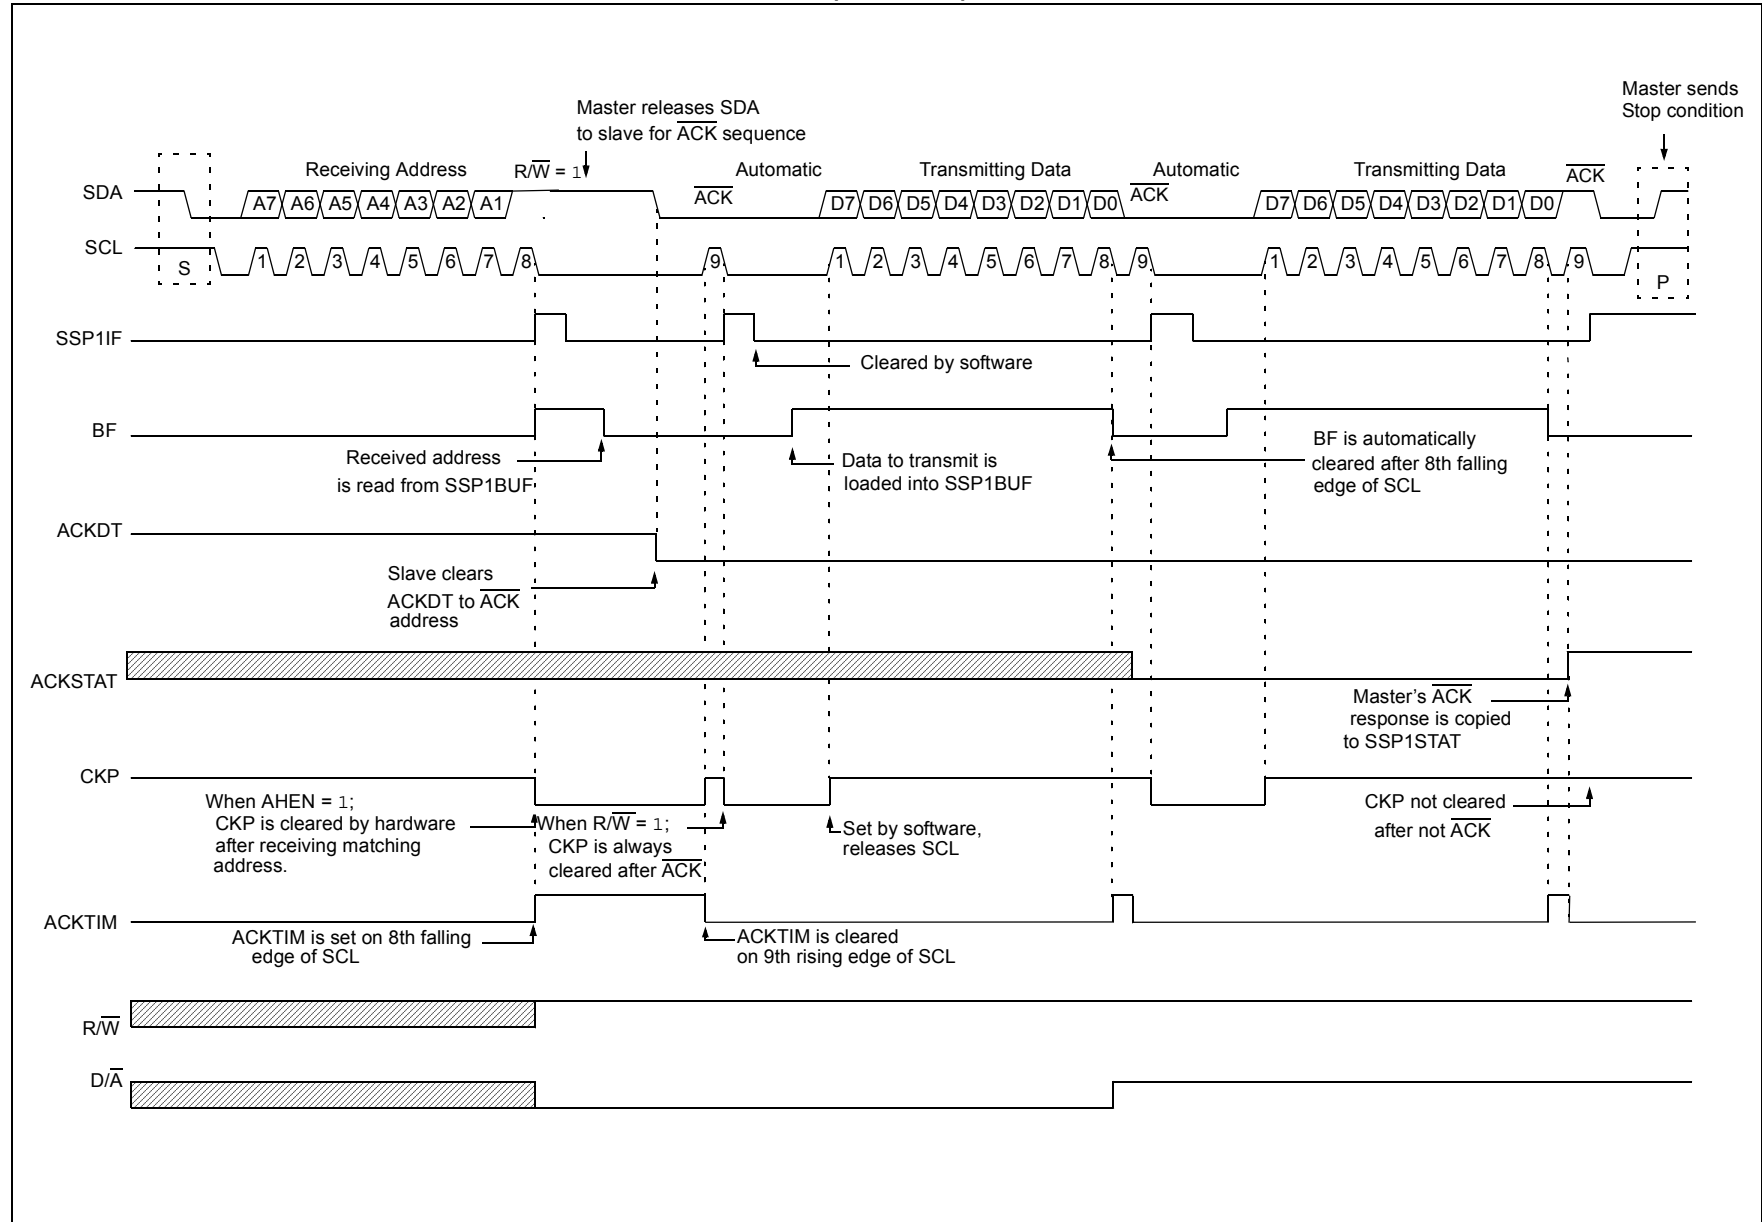 Master sends
Stop condition
Master releases SDA
to slave for ACK sequence
Receiving Address
R/W = 1
Automatic
Transmitting Data
Automatic
Transmitting Data
ACK
SDA
A7 A6 A5 A4 A3 A2 A1
ACK
D7 D6 D5 D4 D3 D2 D1 D0
ACK
D7 D6 D5 D4 D3 D2 D1 D0
SCL
S
1 2 3 4 5 6 7 8 9
1 2 3 4 5 6 7 8 9
1 2 3 4 5 6 7 8 9
P
SSP1IF
Cleared by software
BF
Received address
is read from SSP1BUF
Data to transmit is
loaded into SSP1BUF
BF is automatically
cleared after 8th falling
edge of SCL
ACKDT
Slave clears
ACKDT to ACK
address
ACKSTAT
Master's ACK
response is copied
to SSP1STAT
CKP
When AHEN = 1;
CKP is cleared by hardware
after receiving matching
address.
When R/W = 1;
CKP is always
cleared after ACK
Set by software,
releases SCL
CKP not cleared
after not ACK
ACKTIM
ACKTIM is set on 8th falling
edge of SCL
ACKTIM is cleared
on 9th rising edge of SCL
R/W
D/A